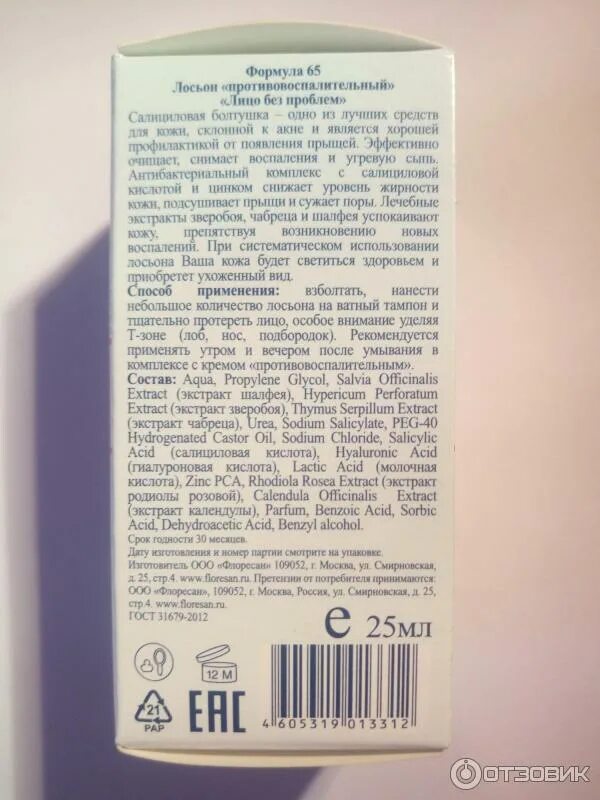 Формула 65
Лосьон «противовоспалительный»
«Лицо без проблем»
Салициловая болтушка – одно из лучших средств
для кожи, склонной к акне и является хорошей
профилактикой от появления прыщей. Эффективно
очищает, снимает воспаления и угревую сыпь.
Антибактериальный комплекс с салициловой
кислотой и цинком снижает уровень жирности
кожи, подсушивает прыщи и сужает поры. Лечебные
экстракты зверобоя, чабреца и шалфея успокаивают
кожу, препятствуя возникновению новых
воспалений. При систематическом использовании
лосьона Ваша кожа будет светиться здоровьем и
приобретет ухоженный вид.
Способ применения: взболтать, нанести
небольшое количество лосьона на ватный тампон и
тщательно протереть лицо, особое внимание уделяя
Т-зоне (лоб, нос, подбородок). Рекомендуется
применять утром и вечером после умывания в
комплексе с кремом «противовоспалительным».
Состав: Aqua, Propylene Glycol, Salvia Officinalis
Extract (экстракт шалфея), Hypericum Perforatum
Extract (экстракт зверобоя), Thymus Serpillum Extract
(экстракт чабреца), Urea, Sodium Salicylate, PEG-40
Hydrogenated Castor Oil, Sodium Chloride, Salicylic
Acid (салициловая кислота), Hyaluronic Acid
(гиалуроновая кислота), Lactic Acid (молочная
кислота), Zinc PCA, Rhodiola Rosea Extract (экстракт
родиолы розовой), Calendula Officinalis Extract
(экстракт календулы), Parfum, Benzoic Acid, Sorbic
Acid, Dehydroacetic Acid, Benzyl alcohol.
Срок годности 30 месяцев.
Дату изготовления и номер партии смотрите на упаковке.
Изготовитель ООО «Флоресан» 109052, г. Москва, ул. Смирновская,
д. 25, стр.4. www.floresan.ru. Претензии от потребителя принимаются:
ООО «Флоресан», 109052, г. Москва, Россия, ул. Смирновская,
д. 25, стр.4. www.floresan.ru
ГОСТ 31679-2012
е 25мл
12 M
21
PAP
EAC
4 605319 013312
ОТЗОВИК